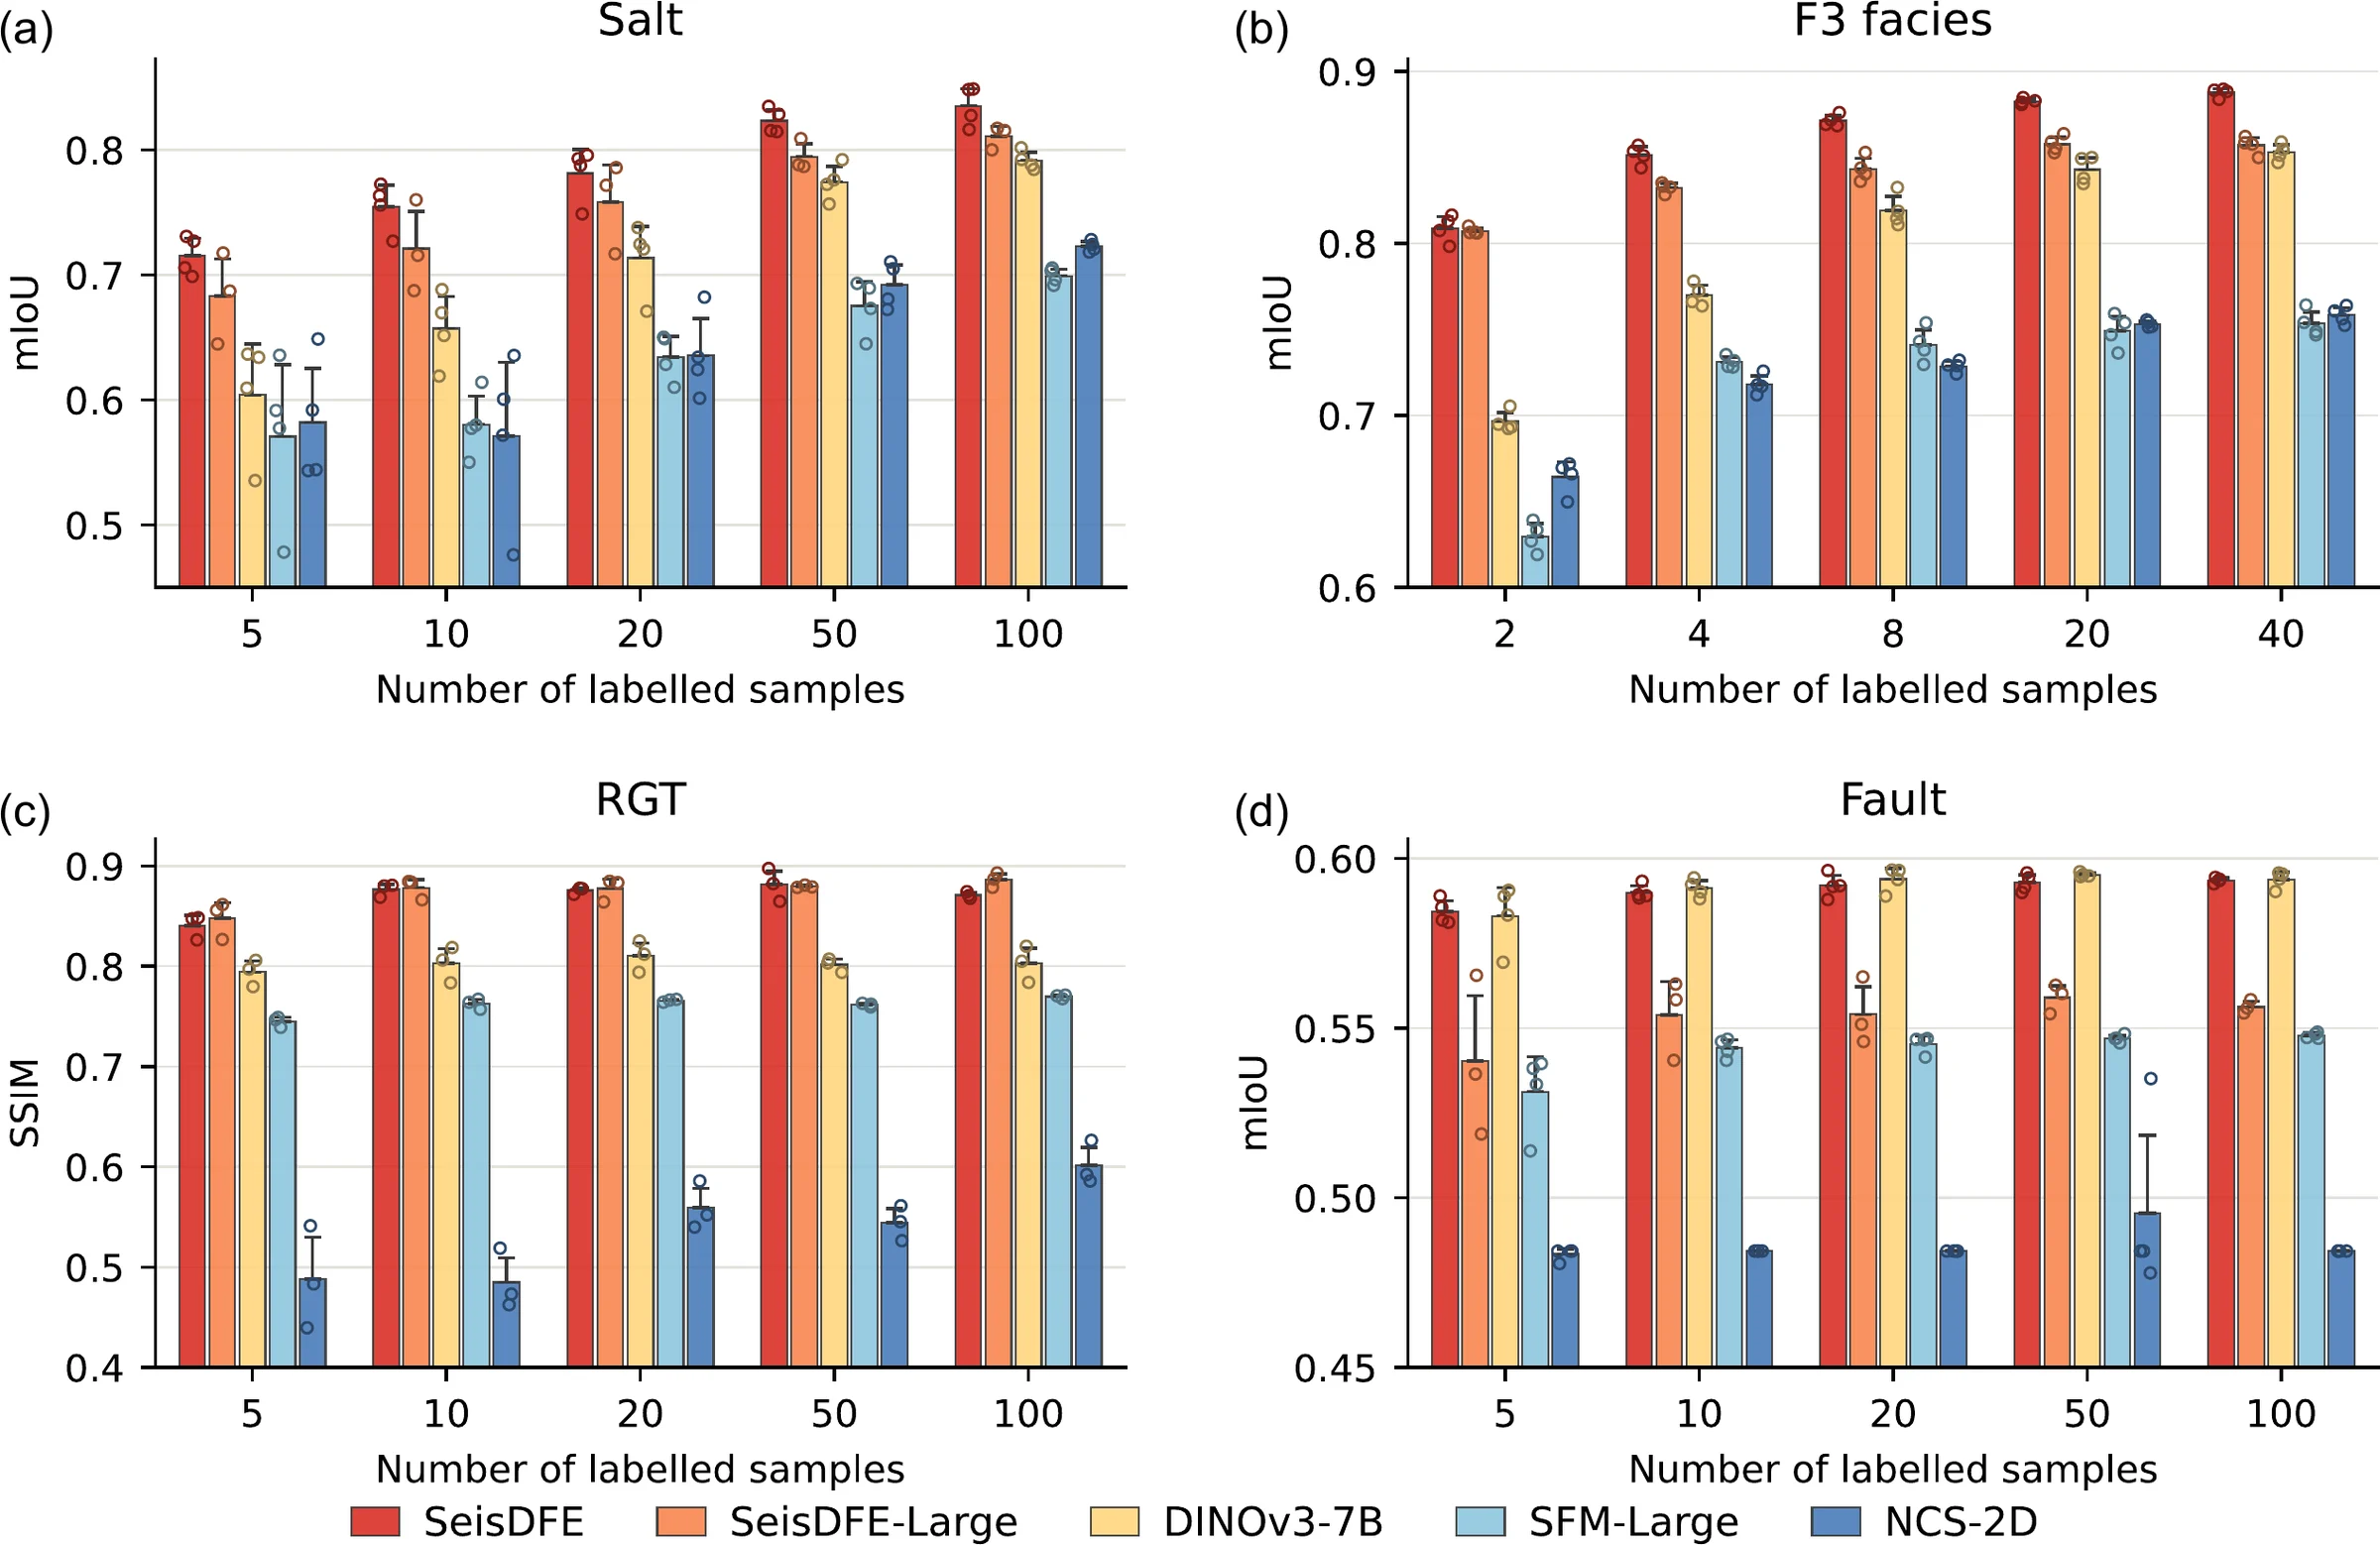 (a)
Salt
mIoU
0.8
0.7
0.6
0.5
5 10 20 50 100
Number of labelled samples
(b)
F3 facies
mIoU
0.9
0.8
0.7
0.6
2 4 8 20 40
Number of labelled samples
(c)
RGT
SSIM
0.9
0.8
0.7
0.6
0.5
0.4
5 10 20 50 100
Number of labelled samples
(d)
Fault
mIoU
0.60
0.55
0.50
0.45
5 10 20 50 100
Number of labelled samples
SeisDFE SeisDFE-Large DINOv3-7B SFM-Large NCS-2D